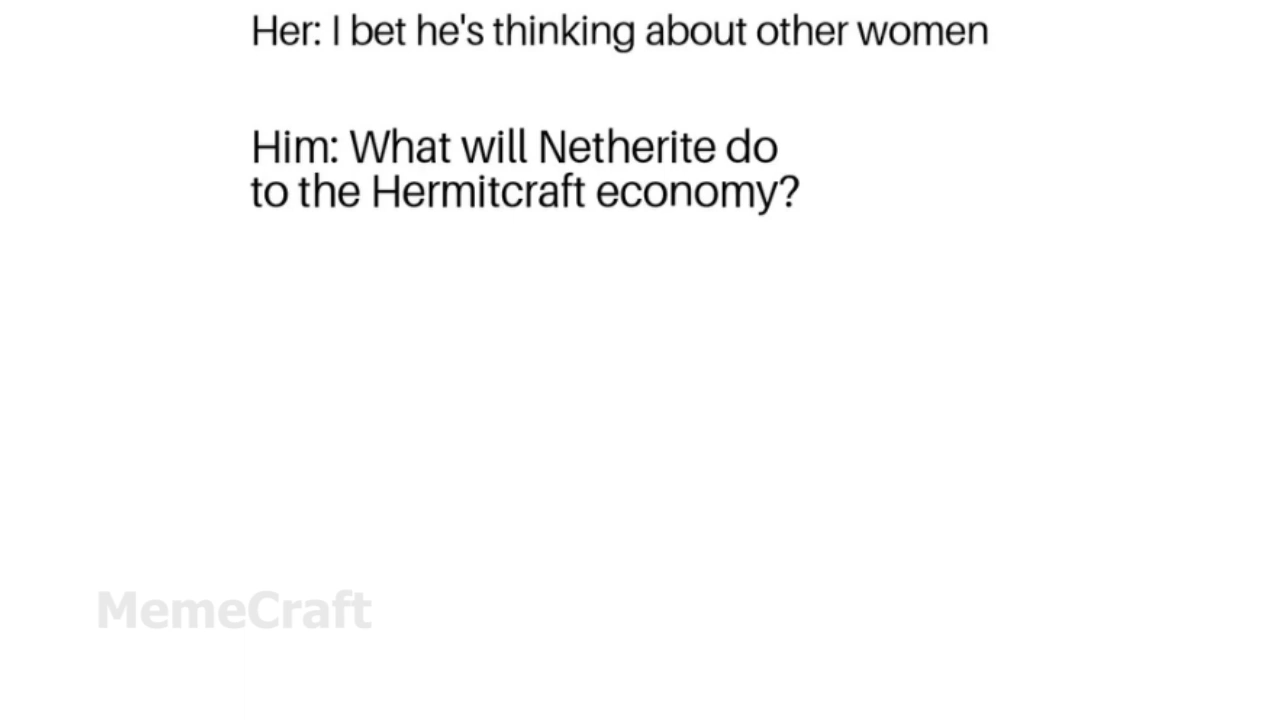 Her: I bet he's thinking about other women
Him: What will Netherite do
to the Hermitcraft economy?
MemeCraft